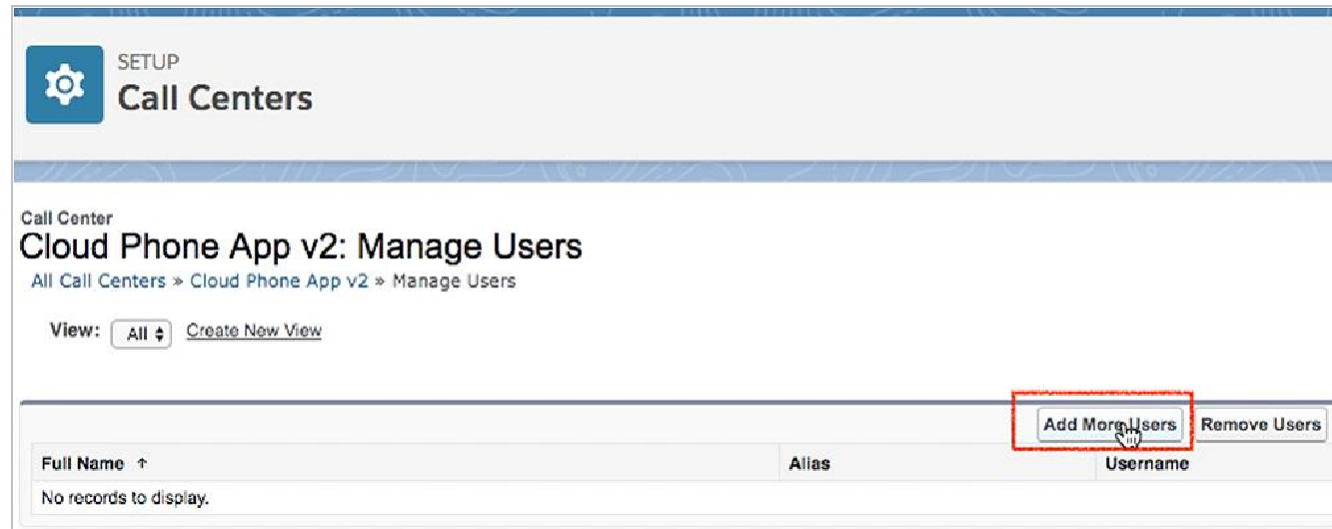 SETUP
Call Centers
Call Center
Cloud Phone App v2: Manage Users
All Call Centers » Cloud Phone App v2 » Manage Users
View: All Create New View
Add More Users Remove Users
Full Name ↑ Alias Username
No records to display.